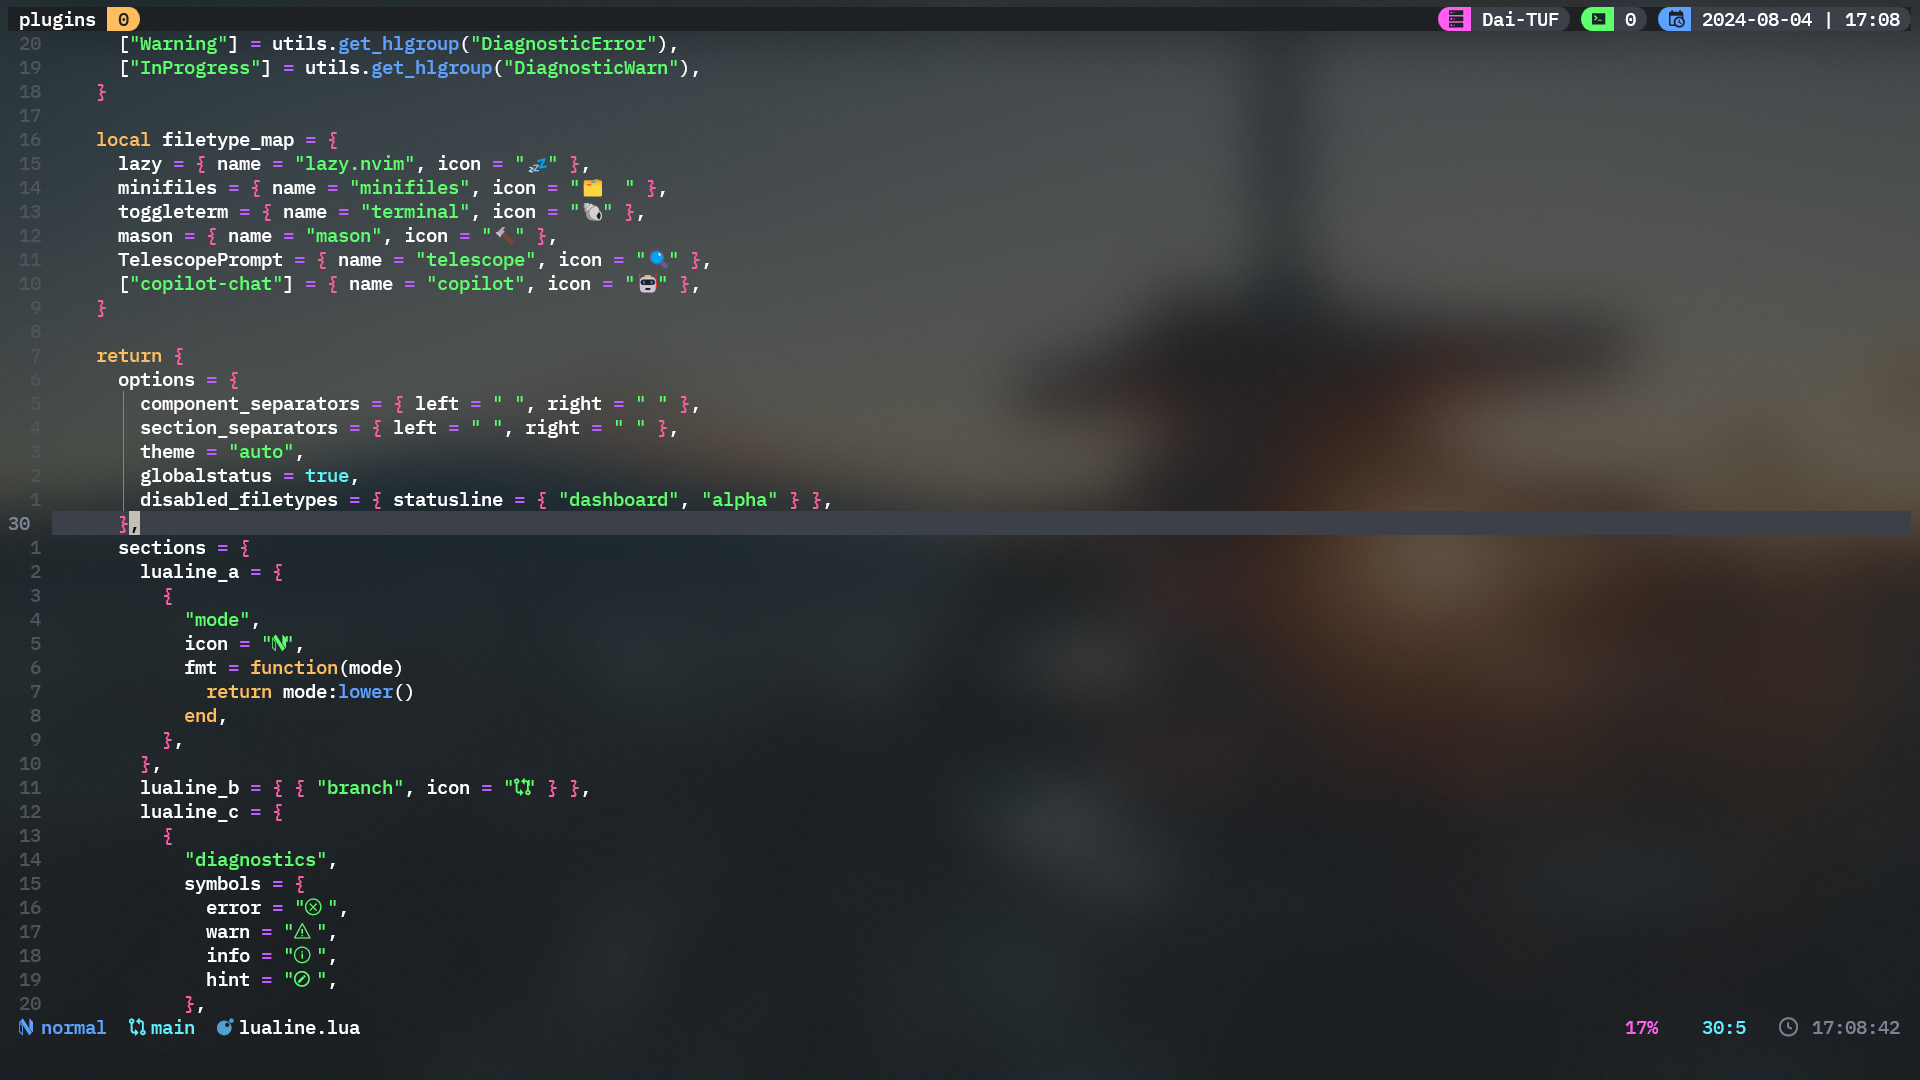 plugins 0 Dai-TUF 0 2024-08-04 | 17:08
20 ["Warning"] = utils.get_hlgroup("DiagnosticError"),
19 ["InProgress"] = utils.get_hlgroup("DiagnosticWarn"),
18 }
17
16 local filetype_map = {
15 lazy = { name = "lazy.nvim", icon = "💤" },
14 minifiles = { name = "minifiles", icon = "🗂️ " },
13 toggleterm = { name = "terminal", icon = "🐚" },
12 mason = { name = "mason", icon = "🔨" },
11 TelescopePrompt = { name = "telescope", icon = "🔍" },
10 ["copilot-chat"] = { name = "copilot", icon = "🤖" },
9 }
8
7 return {
6 options = {
5 component_separators = { left = " ", right = " " },
4 section_separators = { left = " ", right = " " },
3 theme = "auto",
2 globalstatus = true,
1 disabled_filetypes = { statusline = { "dashboard", "alpha" } },
30 },
1 sections = {
2 lualine_a = {
3 {
4 "mode",
5 icon = "",
6 fmt = function(mode)
7 return mode:lower()
8 end,
9 },
10 },
11 lualine_b = { { "branch", icon = "" } },
12 lualine_c = {
13 {
14 "diagnostics",
15 symbols = {
16 error = " ",
17 warn = " ",
18 info = " ",
19 hint = " ",
20 },
normal main lualine.lua 17% 30:5 17:08:42